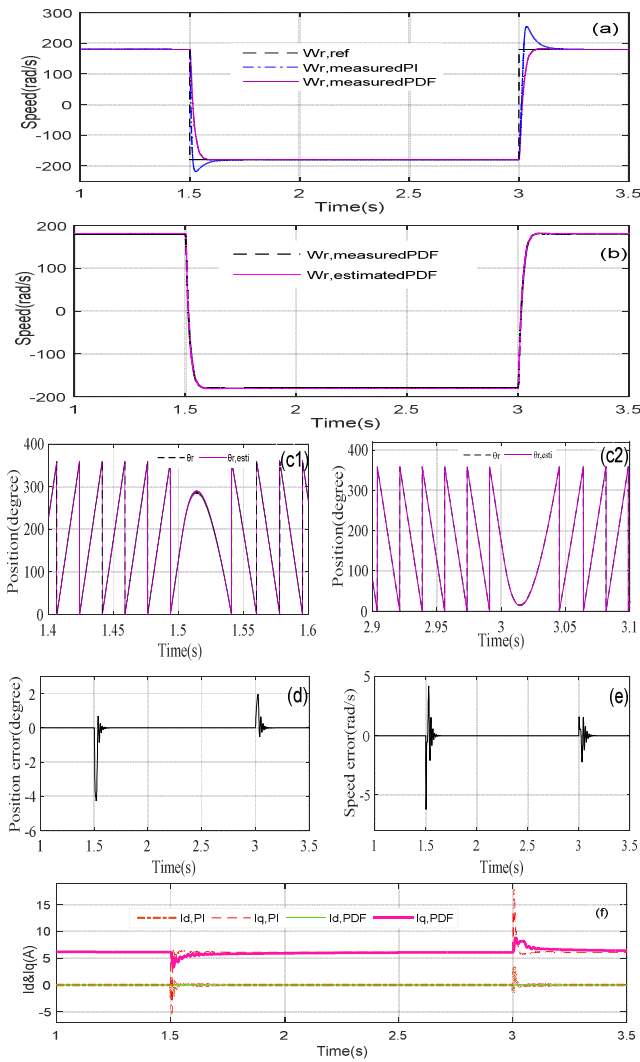 300
200
100
0
-100
-200
Speed(rad/s)
(a)
Wr,ref
Wr,measuredPI
Wr,measuredPDF
1 1.5 2 2.5 3 3.5
Time(s)
200
100
0
-100
-200
Speed(rad/s)
(b)
Wr,measuredPDF
Wr,estimatedPDF
1 1.5 2 2.5 3 3.5
Time(s)
400
300
200
100
0
Position(degree)
θr θr,esti (c1)
1.4 1.45 1.5 1.55 1.6
Time(s)
400
300
200
100
0
Position(degree)
θr θr,esti (c2)
2.9 2.95 3 3.05 3.1
Time(s)
2
0
-2
-4
-6
Position error(degree)
(d)
1 1.5 2 2.5 3 3.5
Time(s)
5
0
-5
Speed error(rad/s)
(e)
1 1.5 2 2.5 3 3.5
Time(s)
15
10
5
0
-5
Id&Iq(A)
Id,PI Iq,PI Id,PDF Iq,PDF (f)
1 1.5 2 2.5 3 3.5
Time(s)